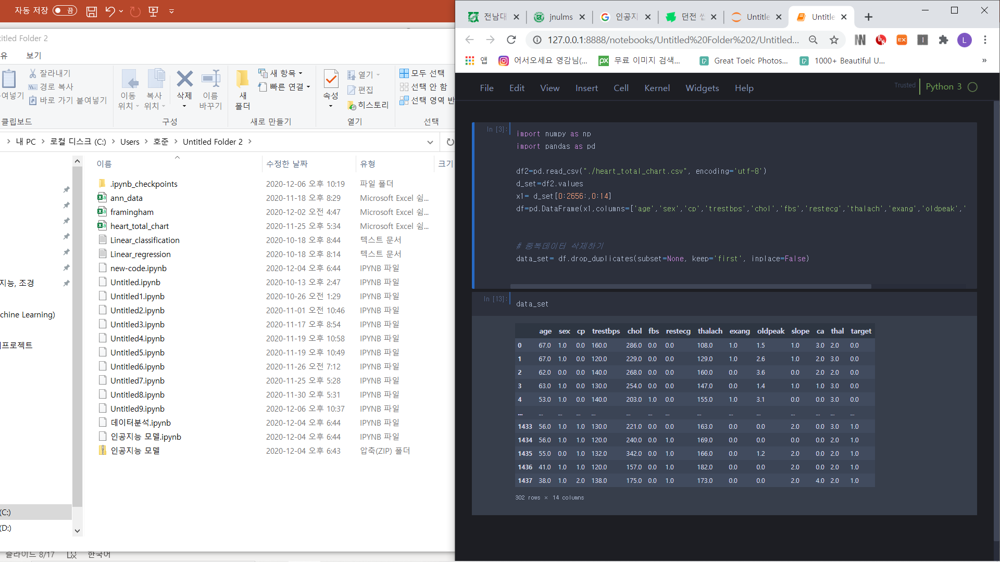 자동 저장 끔
ntitled Folder 2
유 보기
잘라내기
경로 복사
바로 가기 붙여넣기
여넣기
클립보드
이동 위치
복사 위치
삭제
이름 바꾸기
구성
새 폴더
새 항목
빠른 연결
새로 만들기
속성
열기
편집
히스토리
열기
모두 선택
선택 안 함
선택 영역 반
선택
내 PC > 로컬 디스크 (C:) > Users > 호준 > Untitled Folder 2 >
이름 수정한 날짜 유형 크기
.ipynb_checkpoints 2020-12-06 오후 10:19 파일 폴더
ann_data 2020-11-18 오후 8:29 Microsoft Excel 쉼...
framingham 2020-12-02 오전 4:47 Microsoft Excel 쉼...
heart_total_chart 2020-11-25 오후 5:34 Microsoft Excel 쉼...
Linear_classification 2020-10-18 오후 8:44 텍스트 문서
Linear_regression 2020-10-18 오후 8:14 텍스트 문서
new-code.ipynb 2020-12-04 오후 6:44 IPYNB 파일
Untitled.ipynb 2020-10-13 오후 2:47 IPYNB 파일
Untitled1.ipynb 2020-10-26 오전 1:29 IPYNB 파일
Untitled2.ipynb 2020-11-01 오전 10:46 IPYNB 파일
Untitled3.ipynb 2020-11-17 오후 8:54 IPYNB 파일
Untitled4.ipynb 2020-11-19 오후 10:58 IPYNB 파일
Untitled5.ipynb 2020-11-19 오후 10:49 IPYNB 파일
Untitled6.ipynb 2020-11-26 오전 7:12 IPYNB 파일
Untitled7.ipynb 2020-11-25 오후 5:28 IPYNB 파일
Untitled8.ipynb 2020-11-30 오후 5:31 IPYNB 파일
Untitled9.ipynb 2020-12-06 오후 10:37 IPYNB 파일
데이터분석.ipynb 2020-12-04 오후 6:44 IPYNB 파일
인공지능 모델.ipynb 2020-12-04 오후 6:44 IPYNB 파일
인공지능 모델 2020-12-04 오후 6:43 압축(ZIP) 폴더
지능, 조경
chine Learning)
프로젝트
(C:)
(D:)
슬라이드 8/17 한국어
전남대 jnulms 인공지 던전 Untitle Untitle
127.0.0.1:8888/notebooks/Untitled%20Folder%202/Untitled... EX L
앱 어서오세요 영감님(... 무료 이미지 검색... Great Toeic Photos... 1000+ Beautiful U... »
File Edit View Insert Cell Kernel Widgets Help Trusted Python 3
In [3]:
import numpy as np
import pandas as pd
df2=pd.read_csv("./heart_total_chart.csv", encoding='utf-8')
d_set=df2.values
x1= d_set[0:2656:,0:14]
df=pd.DataFrame(x1,columns=['age','sex','cp','trestbps','chol','fbs','restecg','thalach','exang','oldpeak','
# 중복데이터 삭제하기
data_set= df.drop_duplicates(subset=None, keep='first', inplace=False)
In [13]: data_set
age sex cp trestbps chol fbs restecg thalach exang oldpeak slope ca thal target
0 67.0 1.0 0.0 160.0 286.0 0.0 0.0 108.0 1.0 1.5 1.0 3.0 2.0 0.0
1 67.0 1.0 0.0 120.0 229.0 0.0 0.0 129.0 1.0 2.6 1.0 2.0 3.0 0.0
2 62.0 0.0 0.0 140.0 268.0 0.0 0.0 160.0 0.0 3.6 0.0 2.0 2.0 0.0
3 63.0 1.0 0.0 130.0 254.0 0.0 0.0 147.0 0.0 1.4 1.0 1.0 3.0 0.0
4 53.0 1.0 0.0 140.0 203.0 1.0 0.0 155.0 1.0 3.1 0.0 0.0 3.0 0.0
... ... ... ... ... ... ... ... ... ... ... ... ... ... ...
1433 56.0 1.0 1.0 130.0 221.0 0.0 0.0 163.0 0.0 0.0 2.0 0.0 3.0 1.0
1434 56.0 1.0 1.0 120.0 240.0 0.0 1.0 169.0 0.0 0.0 0.0 0.0 2.0 1.0
1435 55.0 0.0 1.0 132.0 342.0 0.0 1.0 166.0 0.0 1.2 2.0 0.0 2.0 1.0
1436 41.0 1.0 1.0 120.0 157.0 0.0 1.0 182.0 0.0 0.0 2.0 0.0 2.0 1.0
1437 38.0 1.0 2.0 138.0 175.0 0.0 1.0 173.0 0.0 0.0 2.0 4.0 2.0 1.0
302 rows × 14 columns